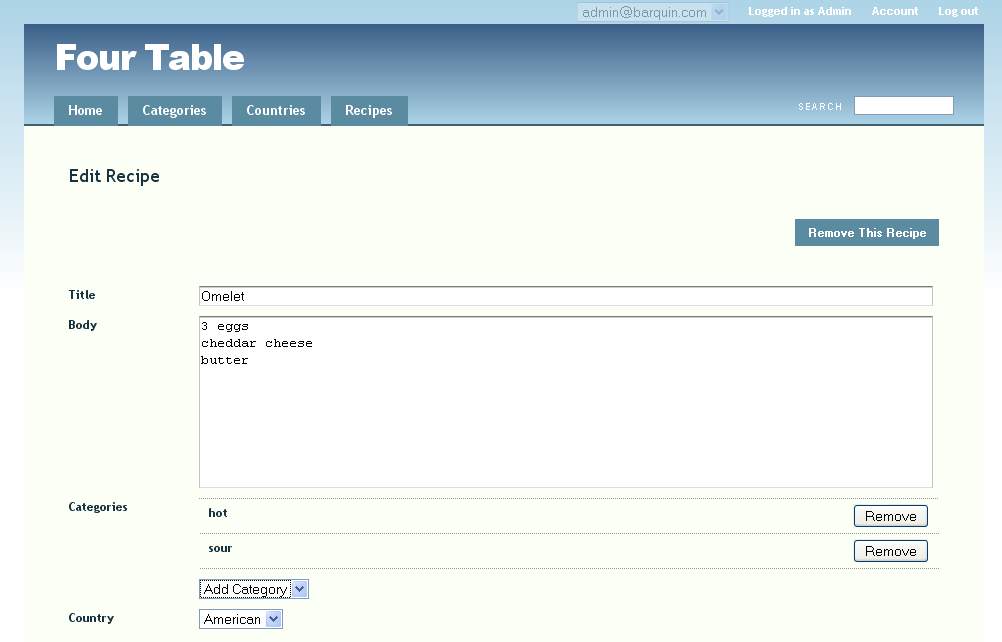 admin@barquin.com Logged in as Admin Account Log out
Four Table
Home Categories Countries Recipes SEARCH
Edit Recipe
Remove This Recipe
Title Omelet
Body 3 eggs
cheddar cheese
butter
Categories hot Remove
sour Remove
Add Category
Country American